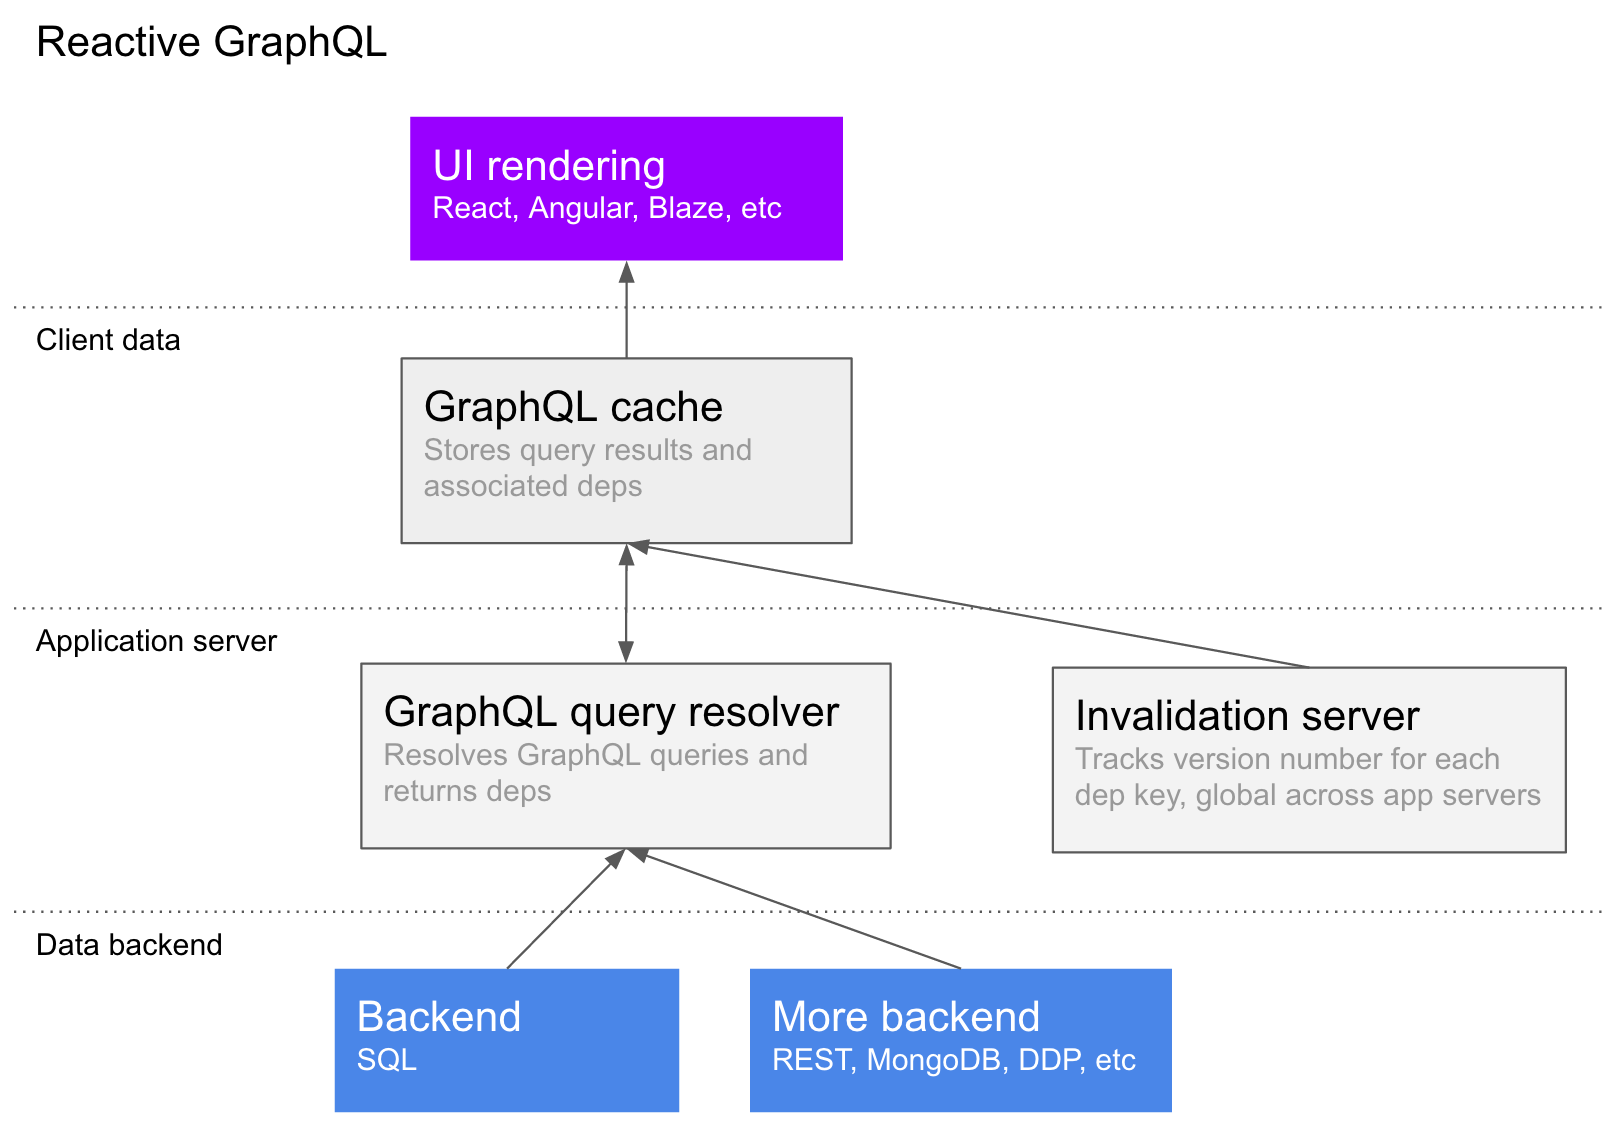 Reactive GraphQL
UI rendering
React, Angular, Blaze, etc
Client data
GraphQL cache
Stores query results and
associated deps
Application server
GraphQL query resolver
Resolves GraphQL queries and
returns deps
Invalidation server
Tracks version number for each
dep key, global across app servers
Data backend
Backend
SQL
More backend
REST, MongoDB, DDP, etc